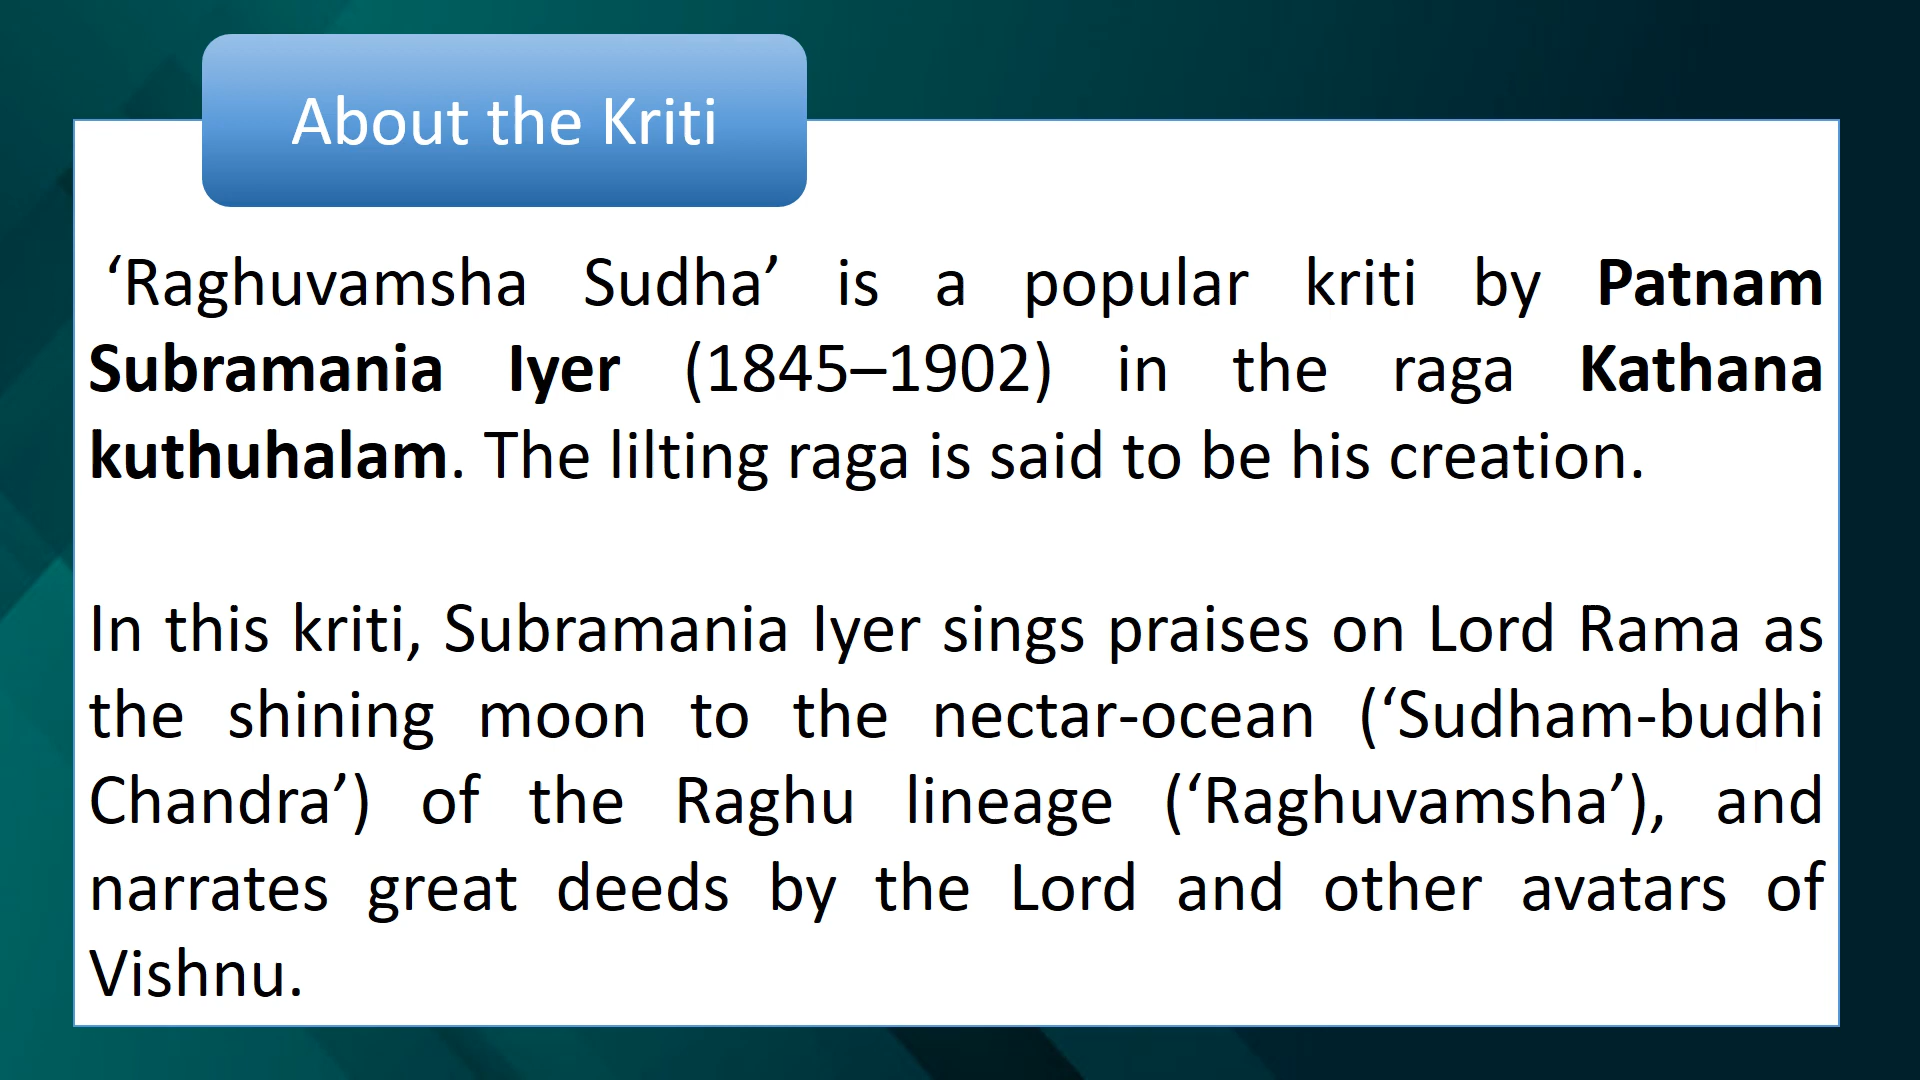 About the Kriti
‘Raghuvamsha Sudha’ is a popular kriti by Patnam
Subramania Iyer (1845–1902) in the raga Kathana
kuthuhalam. The lilting raga is said to be his creation.
In this kriti, Subramania Iyer sings praises on Lord Rama as
the shining moon to the nectar-ocean (‘Sudham-budhi
Chandra’) of the Raghu lineage (‘Raghuvamsha’), and
narrates great deeds by the Lord and other avatars of
Vishnu.